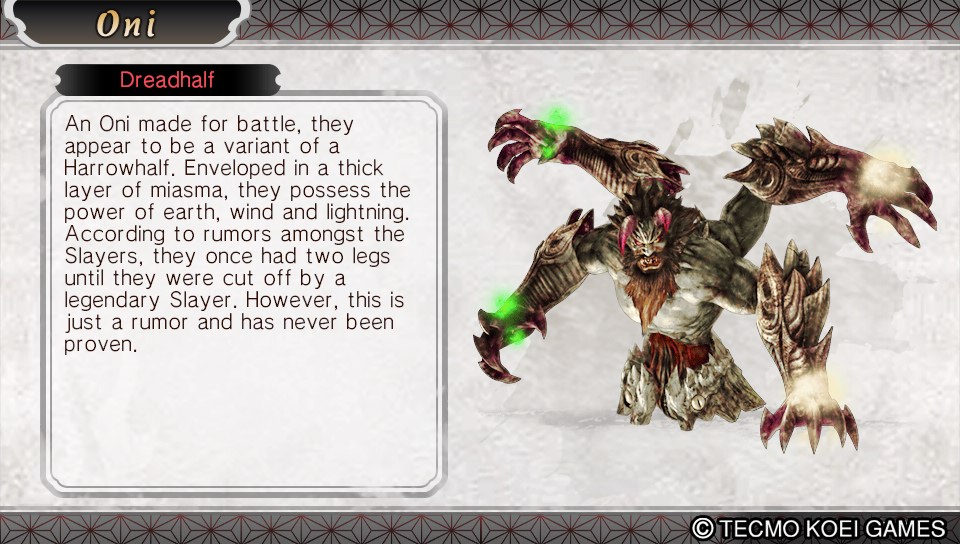 Oni
Dreadhalf
An Oni made for battle, they
appear to be a variant of a
Harrowhalf. Enveloped in a thick
layer of miasma, they possess the
power of earth, wind and lightning.
According to rumors amongst the
Slayers, they once had two legs
until they were cut off by a
legendary Slayer. However, this is
just a rumor and has never been
proven.
© TECMO KOEI GAMES